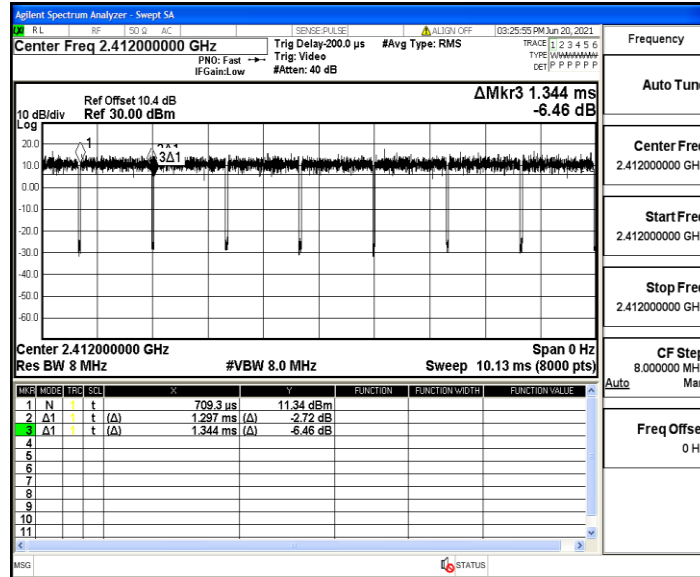 Agilent Spectrum Analyzer - Swept SA
RL RF 50 Ω AC SENSE:PULSE ALIGN OFF 03:25:55 PM Jun 20, 2021
Center Freq 2.412000000 GHz
PNO: Fast
IFGain:Low
Trig Delay-200.0 µs
Trig: Video
#Atten: 40 dB
#Avg Type: RMS
TRACE 1 2 3 4 5 6
TYPE WWWWWW
DET P P P P P P
Ref Offset 10.4 dB
10 dB/div Ref 30.00 dBm
Log
ΔMkr3 1.344 ms
-6.46 dB
1
3Δ1
20.0
10.0
0.00
-10.0
-20.0
-30.0
-40.0
-50.0
-60.0
Center 2.412000000 GHz Span 0 Hz
Res BW 8 MHz #VBW 8.0 MHz Sweep 10.13 ms (8000 pts)
MKR MODE TRC SCL X Y FUNCTION FUNCTION WIDTH FUNCTION VALUE
1 N 1 t 709.3 µs 11.34 dBm
2 Δ1 1 t (Δ) 1.297 ms (Δ) -2.72 dB
3 Δ1 1 t (Δ) 1.344 ms (Δ) -6.46 dB
4
5
6
7
8
9
10
11
MSG STATUS
Frequency
Auto Tun
Center Fre
2.412000000 GH
Start Fre
2.412000000 GH
Stop Fre
2.412000000 GH
CF Step
8.000000 MH
Auto Ma
Freq Offse
0 H